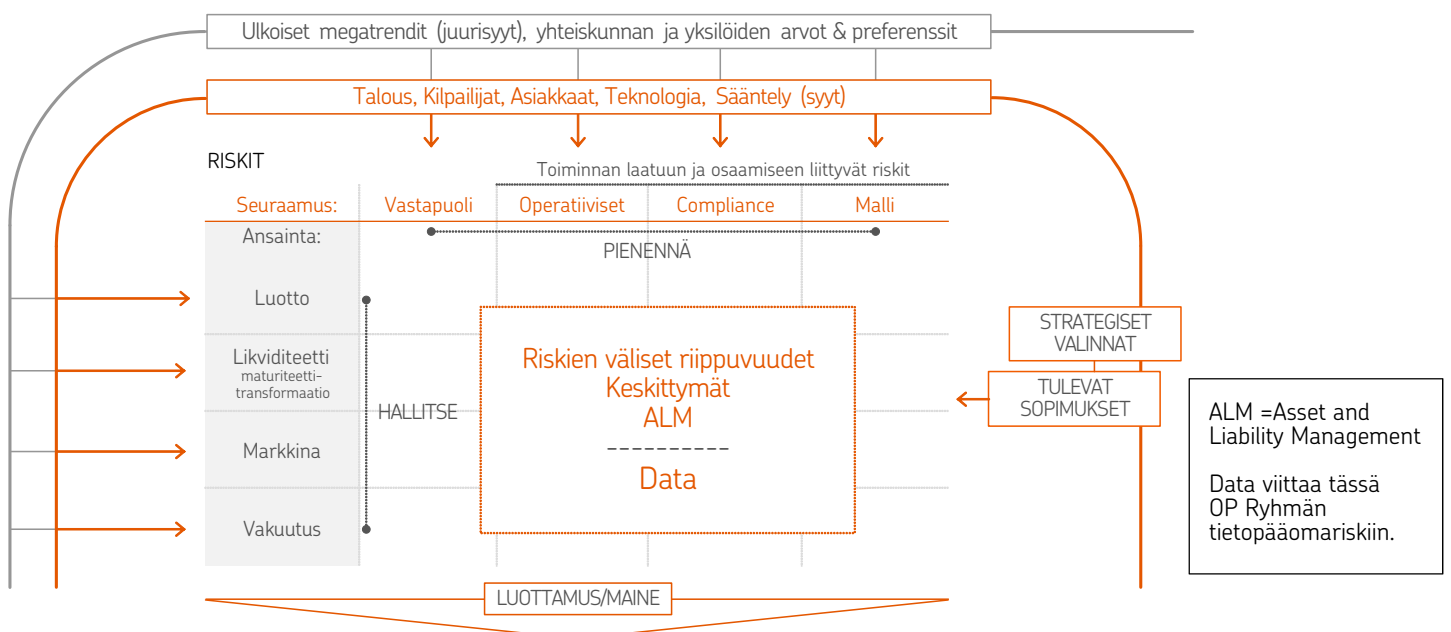 Ulkoiset megatrendit (juurisyyt), yhteiskunnan ja yksilöiden arvot & preferenssit
Talous, Kilpailijat, Asiakkaat, Teknologia, Sääntely (syyt)
RISKIT
Toiminnan laatuun ja osaamiseen liittyvät riskit
Seuraamus:
Vastapuoli
Operatiiviset
Compliance
Malli
Ansainta:
PIENENNÄ
Luotto
Likviditeetti
maturiteetti-
transformaatio
HALLITSE
Markkina
Vakuutus
Riskien väliset riippuvuudet
Keskittymät
ALM
Data
STRATEGISET
VALINNAT
TULEVAT
SOPIMUKSET
ALM =Asset and
Liability Management
Data viittaa tässä
OP Ryhmän
tietopääomariskiin.
LUOTTAMUS/MAINE